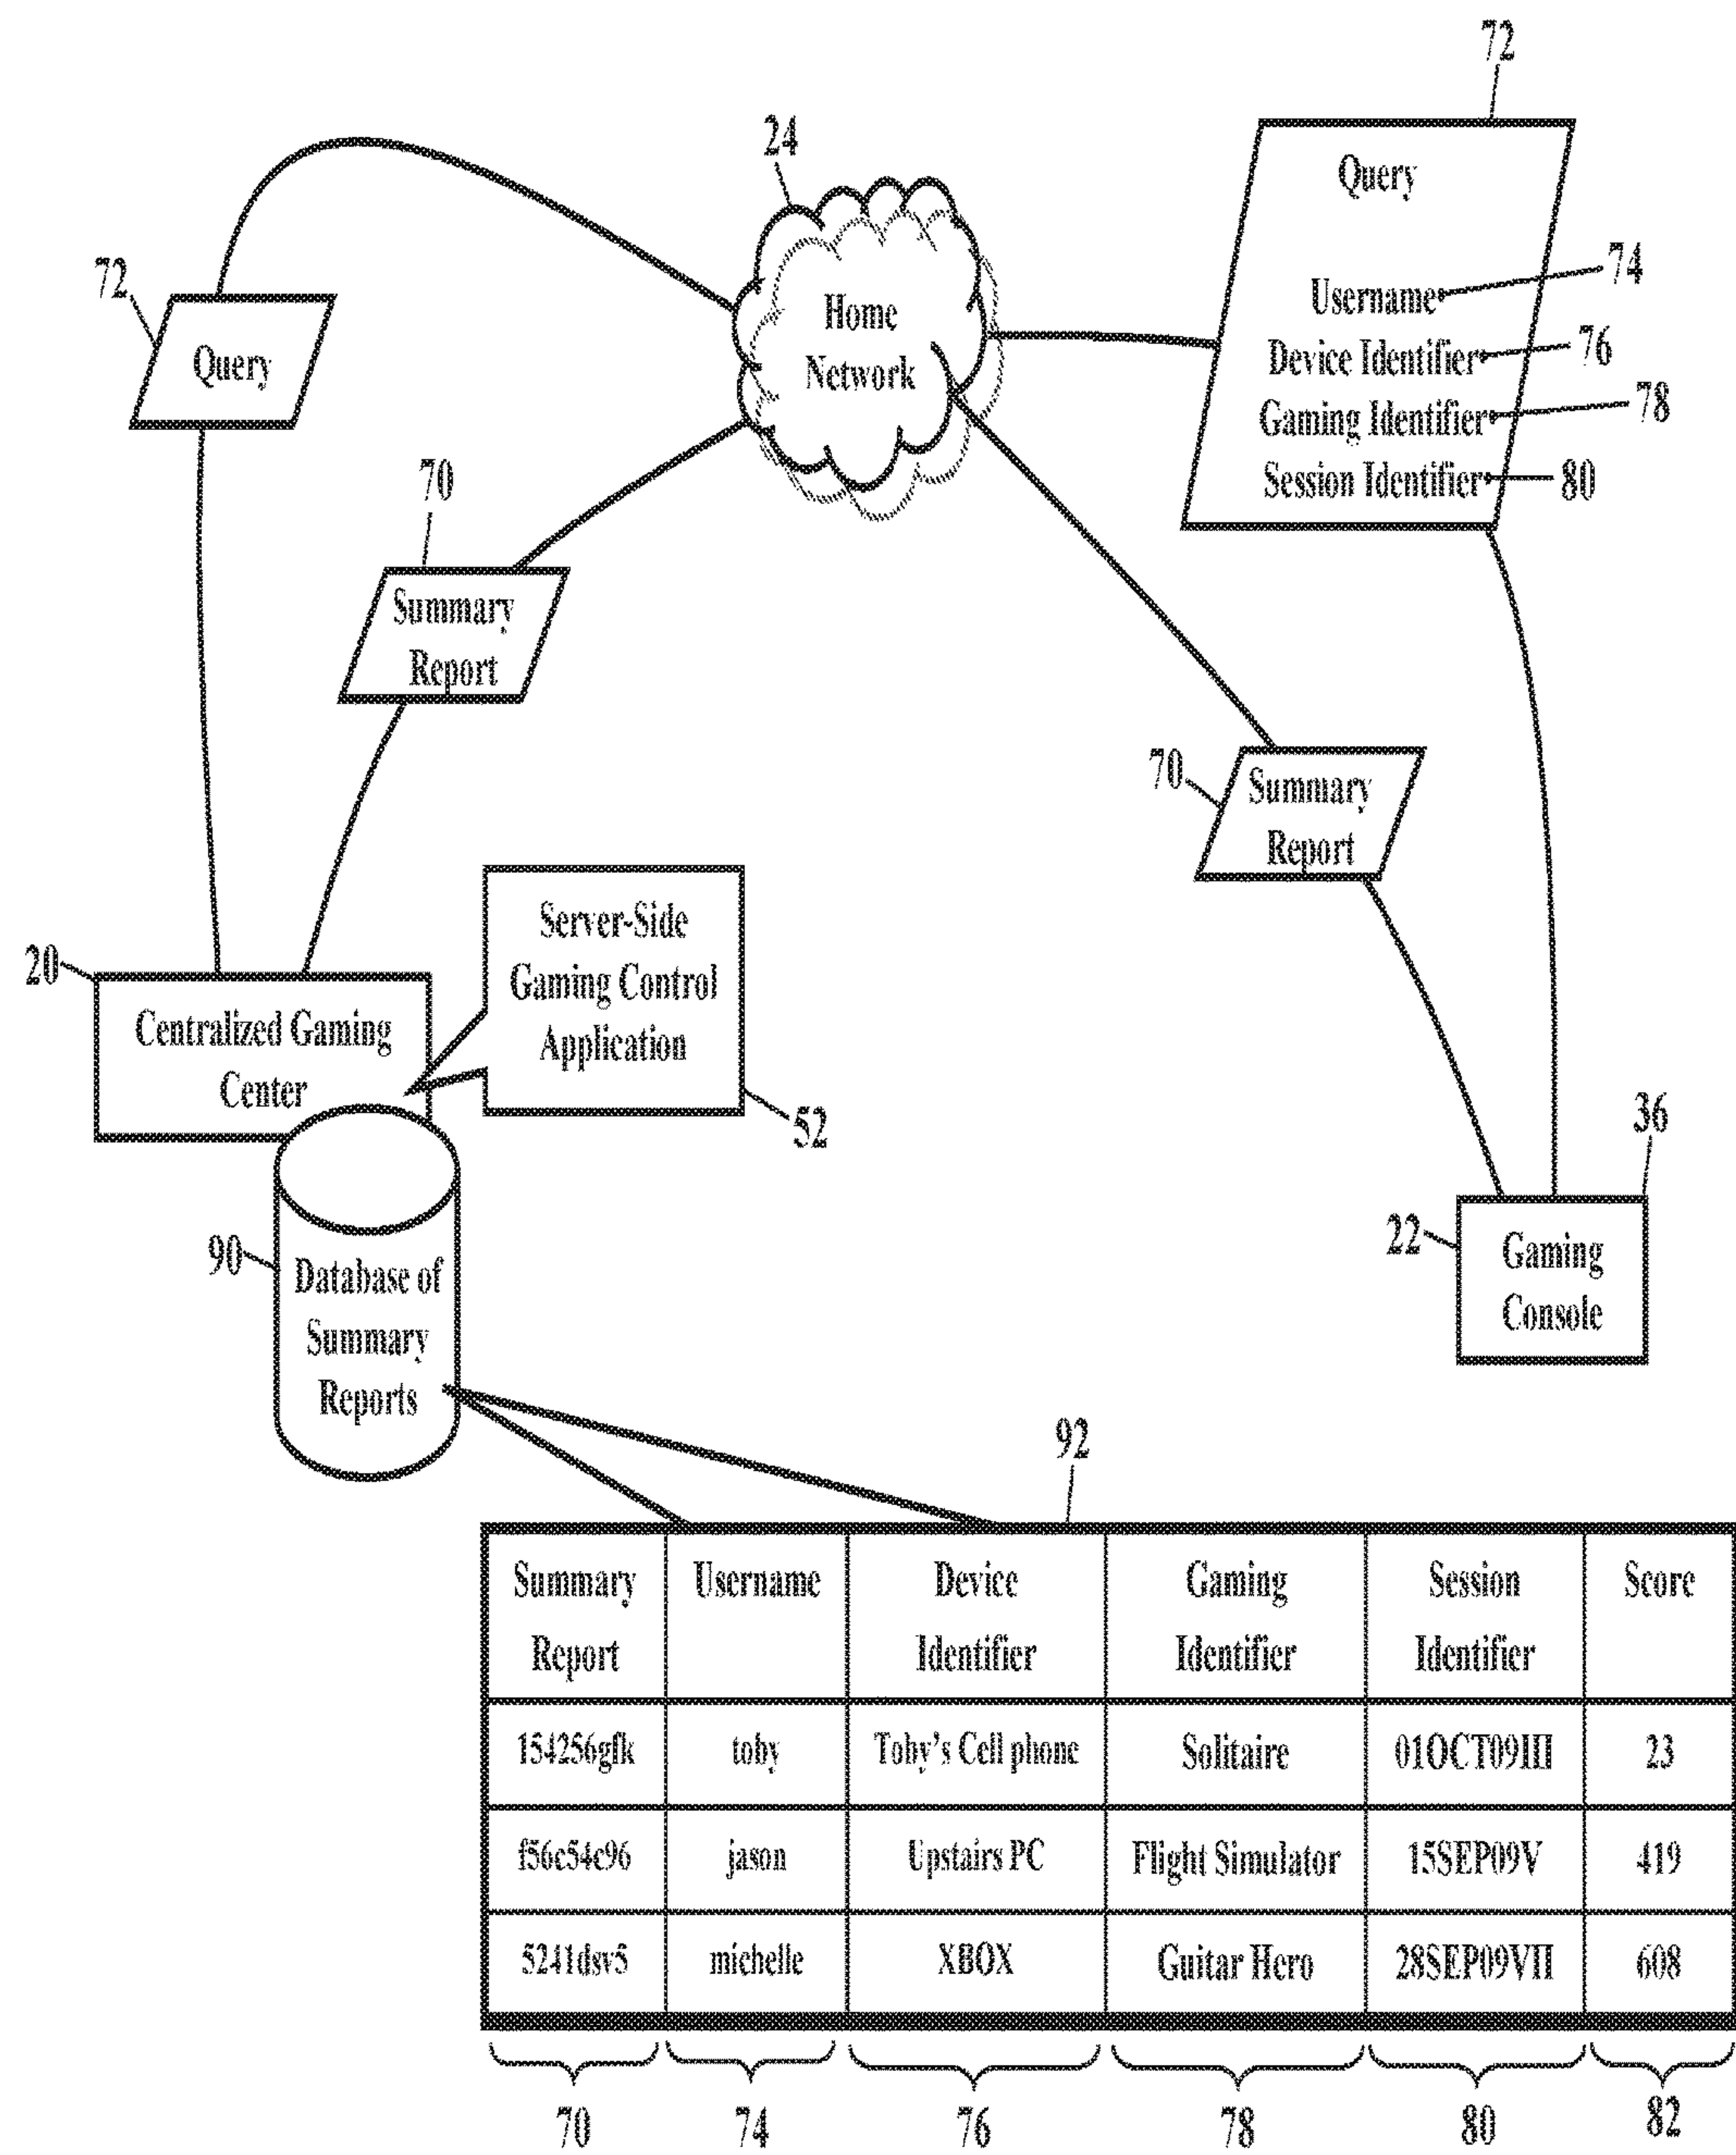 72
24
Query
74
Username
72
Home
Network
76
Device Identifier
Query
78
Gaming Identifier
70
Session Identifier
80
Summary
Report
70
Summary
Report
Server-Side
Gaming Control
Application
20
Centralized Gaming
Center
52
36
22
Gaming
Console
90
Database of
Summary
Reports
92
Summary Report
Username
Device Identifier
Gaming Identifier
Session Identifier
Score
154256gfk toby Toby's Cell phone Solitaire 01OCT09III 23
f56c54c96 jason Upstairs PC Flight Simulator 15SEP09V 419
5241dsv5 michelle XBOX Guitar Hero 28SEP09VII 608
70 74 76 78 80 82